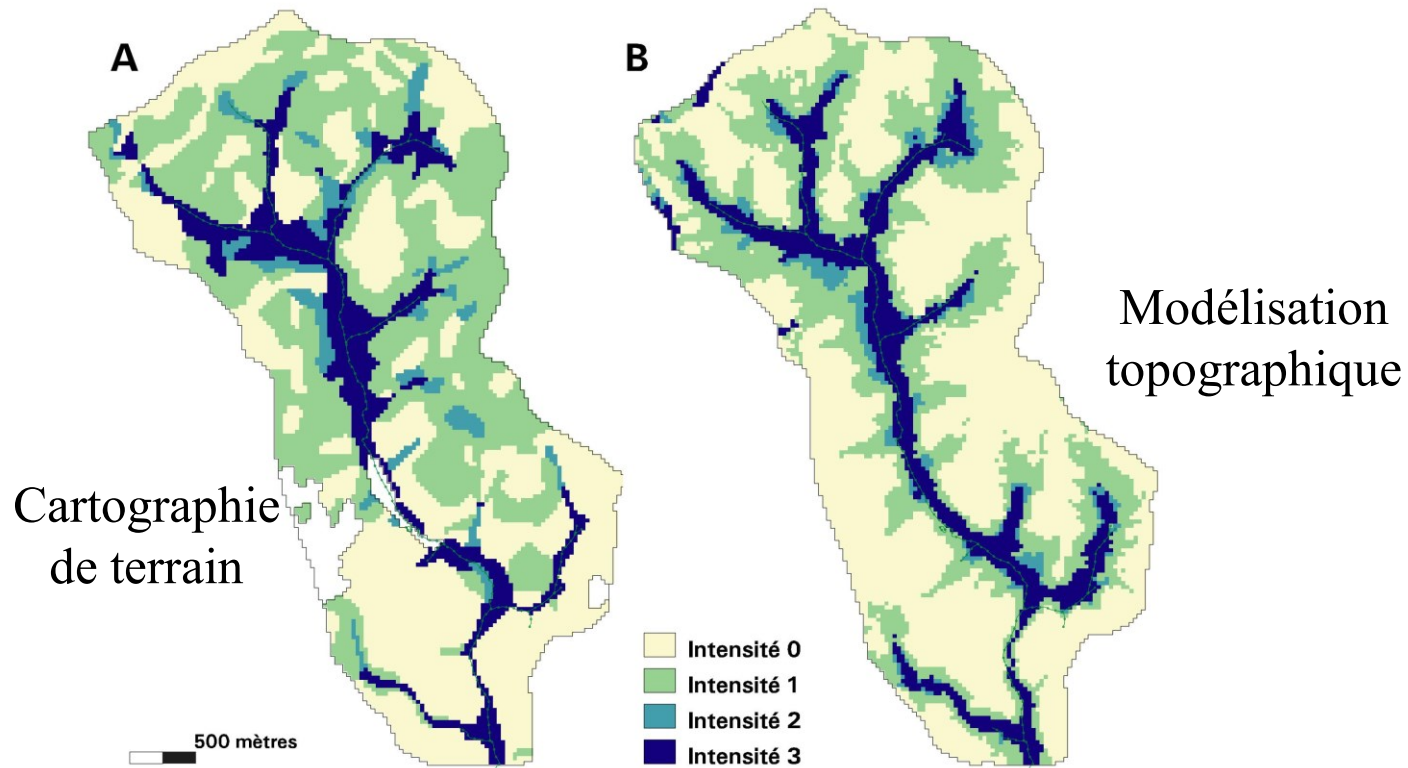 A
B
Modélisation
topographique
Cartographie
de terrain
Intensité 0
Intensité 1
Intensité 2
Intensité 3
500 mètres